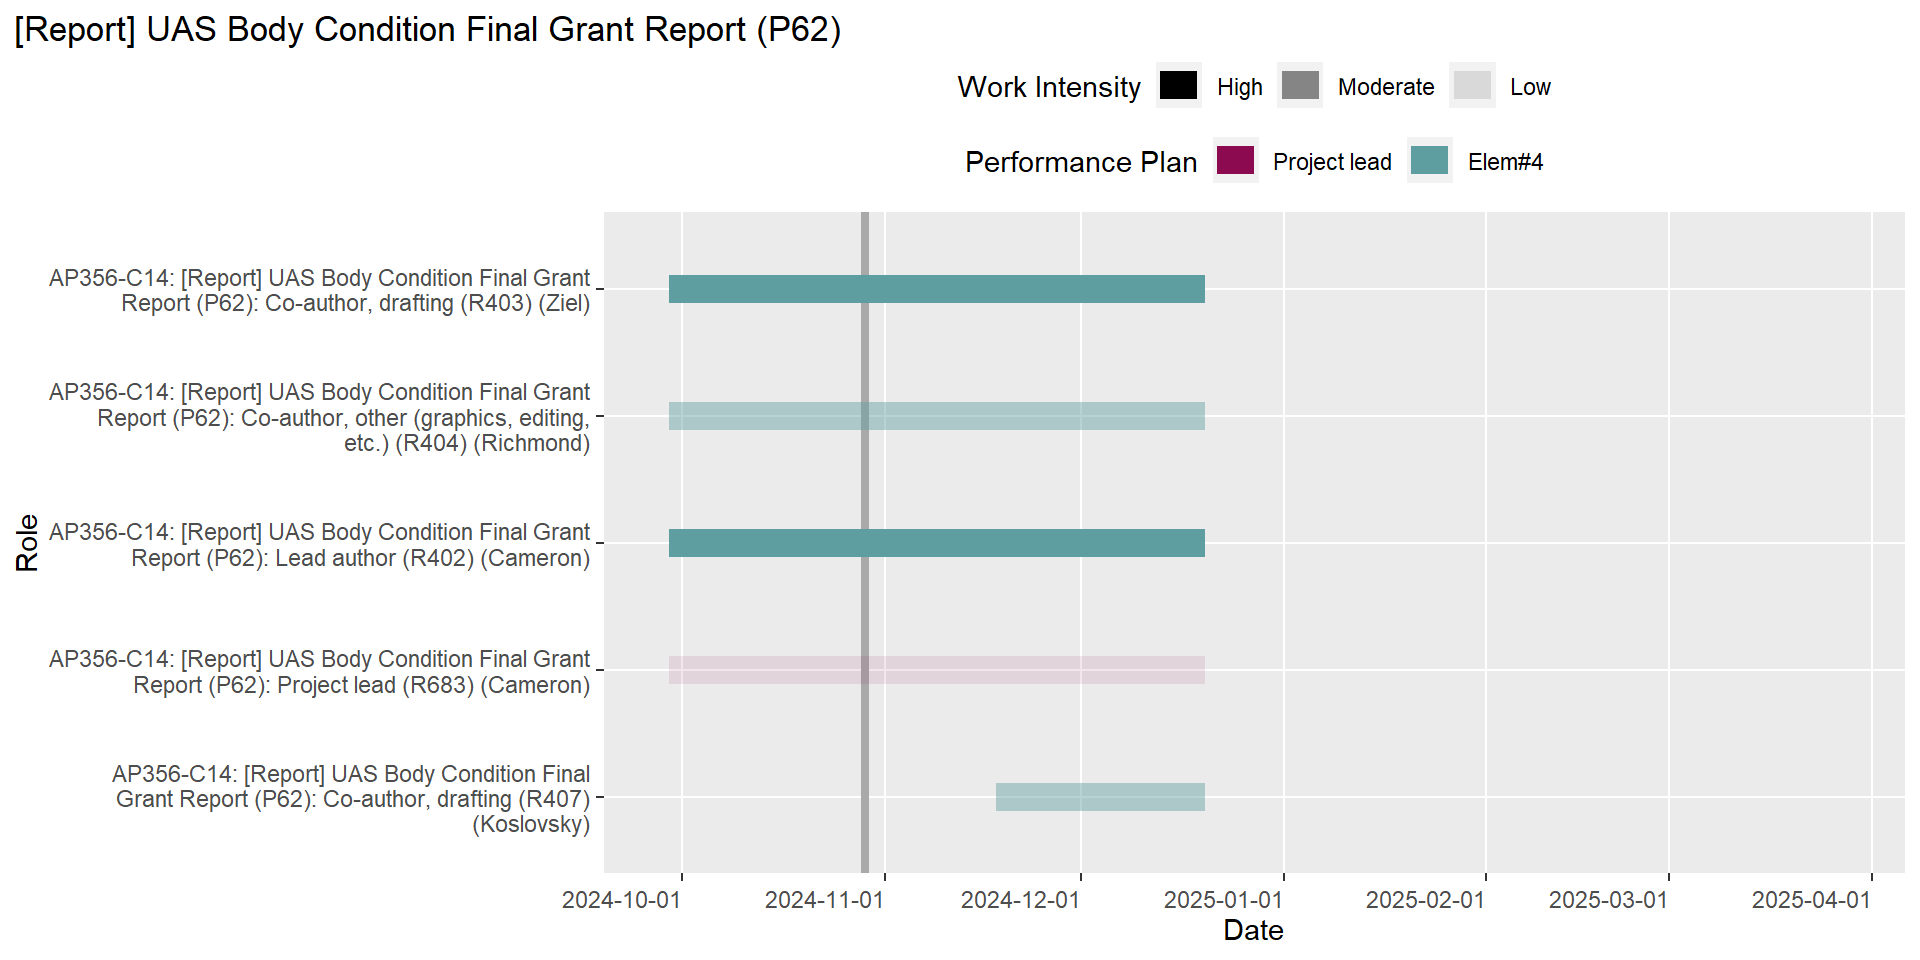 [Report] UAS Body Condition Final Grant Report (P62)
Work Intensity High Moderate Low
Performance Plan Project lead Elem#4
Role
AP356-C14: [Report] UAS Body Condition Final Grant
Report (P62): Co-author, drafting (R403) (Ziel)
AP356-C14: [Report] UAS Body Condition Final Grant
Report (P62): Co-author, other (graphics, editing,
etc.) (R404) (Richmond)
AP356-C14: [Report] UAS Body Condition Final Grant
Report (P62): Lead author (R402) (Cameron)
AP356-C14: [Report] UAS Body Condition Final Grant
Report (P62): Project lead (R683) (Cameron)
AP356-C14: [Report] UAS Body Condition Final
Grant Report (P62): Co-author, drafting (R407)
(Koslovsky)
2024-10-01 2024-11-01 2024-12-01 2025-01-01 2025-02-01 2025-03-01 2025-04-01
Date